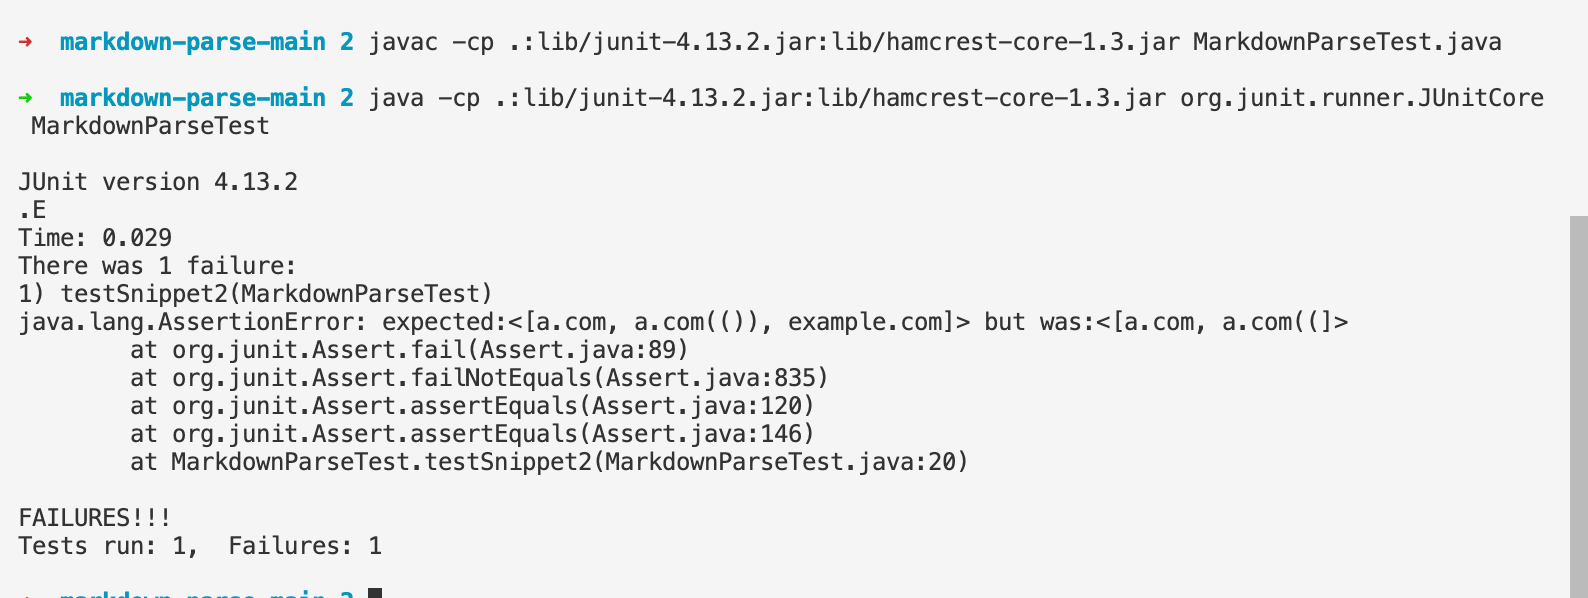 ➜  markdown-parse-main 2 javac -cp .:lib/junit-4.13.2.jar:lib/hamcrest-core-1.3.jar MarkdownParseTest.java
➜  markdown-parse-main 2 java -cp .:lib/junit-4.13.2.jar:lib/hamcrest-core-1.3.jar org.junit.runner.JUnitCore
 MarkdownParseTest
JUnit version 4.13.2
.E
Time: 0.029
There was 1 failure:
1) testSnippet2(MarkdownParseTest)
java.lang.AssertionError: expected:<[a.com, a.com(()), example.com]> but was:<[a.com, a.com((]>
        at org.junit.Assert.fail(Assert.java:89)
        at org.junit.Assert.failNotEquals(Assert.java:835)
        at org.junit.Assert.assertEquals(Assert.java:120)
        at org.junit.Assert.assertEquals(Assert.java:146)
        at MarkdownParseTest.testSnippet2(MarkdownParseTest.java:20)
FAILURES!!!
Tests run: 1,  Failures: 1
➜  markdown-parse-main 2